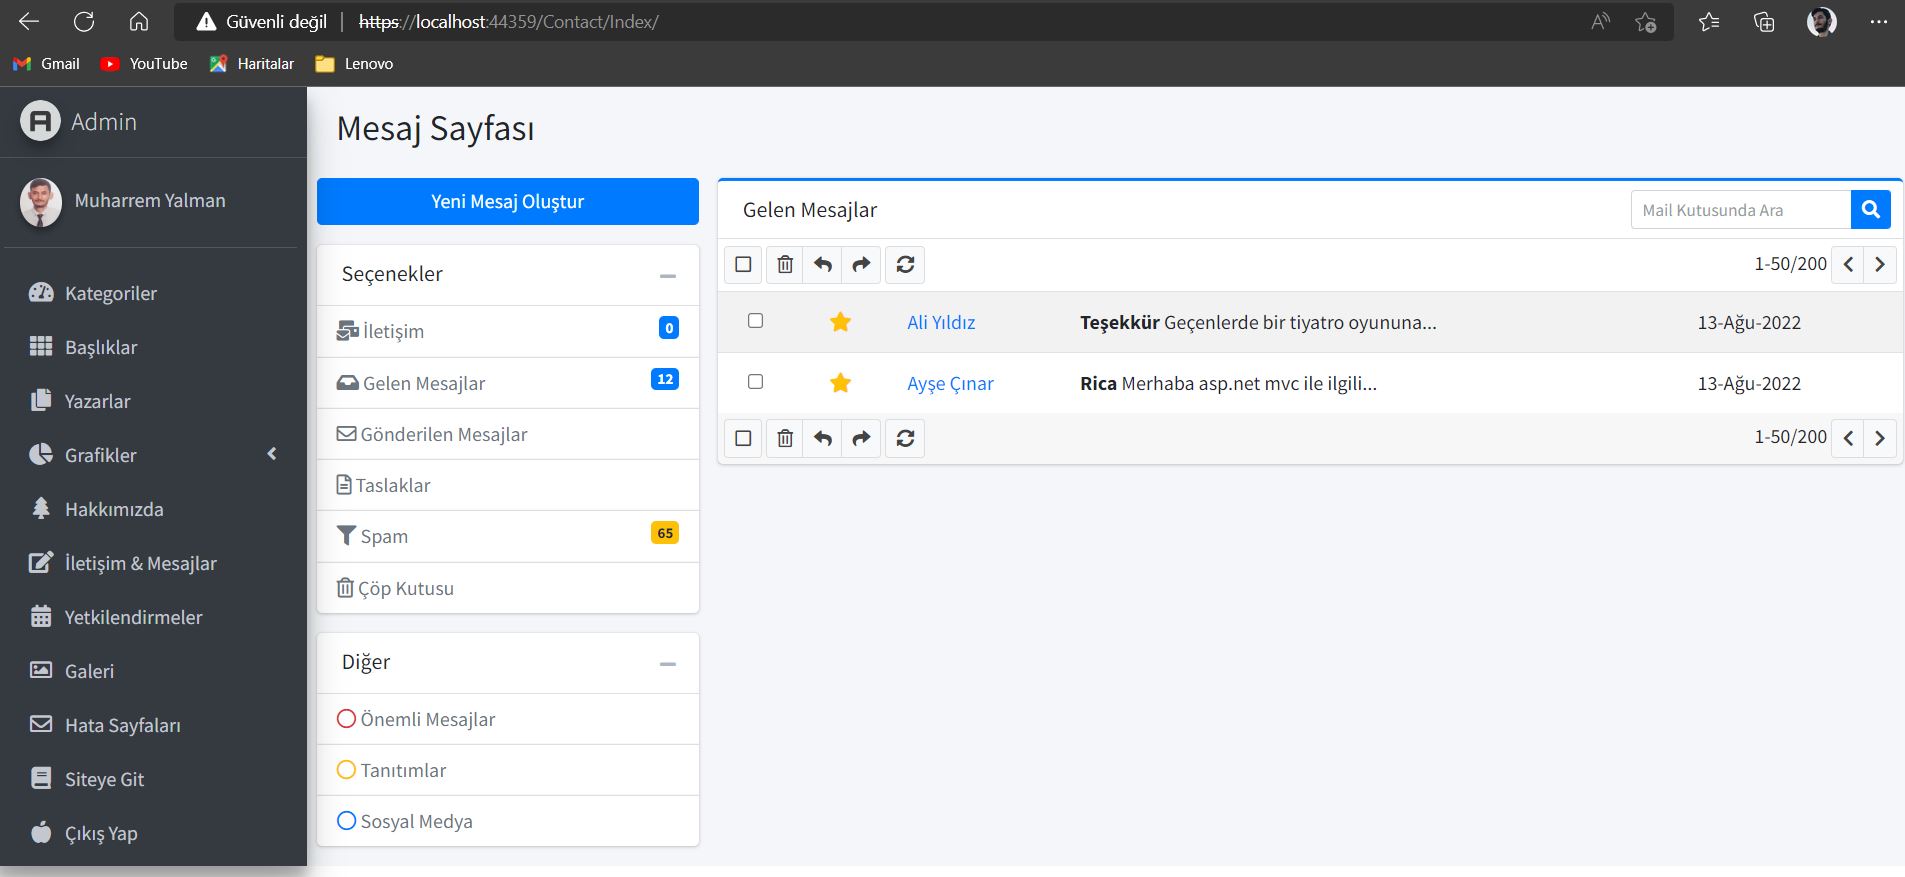 Güvenli değil | https://localhost:44359/Contact/Index/
Gmail YouTube Haritalar Lenovo
Admin
Muharrem Yalman
Kategoriler
Başlıklar
Yazarlar
Grafikler
Hakkımızda
İletişim & Mesajlar
Yetkilendirmeler
Galeri
Hata Sayfaları
Siteye Git
Çıkış Yap
Mesaj Sayfası
Yeni Mesaj Oluştur
Seçenekler
İletişim 0
Gelen Mesajlar 12
Gönderilen Mesajlar
Taslaklar
Spam 65
Çöp Kutusu
Diğer
Önemli Mesajlar
Tanıtımlar
Sosyal Medya
Gelen Mesajlar
Mail Kutusunda Ara
1-50/200
Ali Yıldız Teşekkür Geçenlerde bir tiyatro oyununa... 13-Ağu-2022
Ayşe Çınar Rica Merhaba asp.net mvc ile ilgili... 13-Ağu-2022
1-50/200